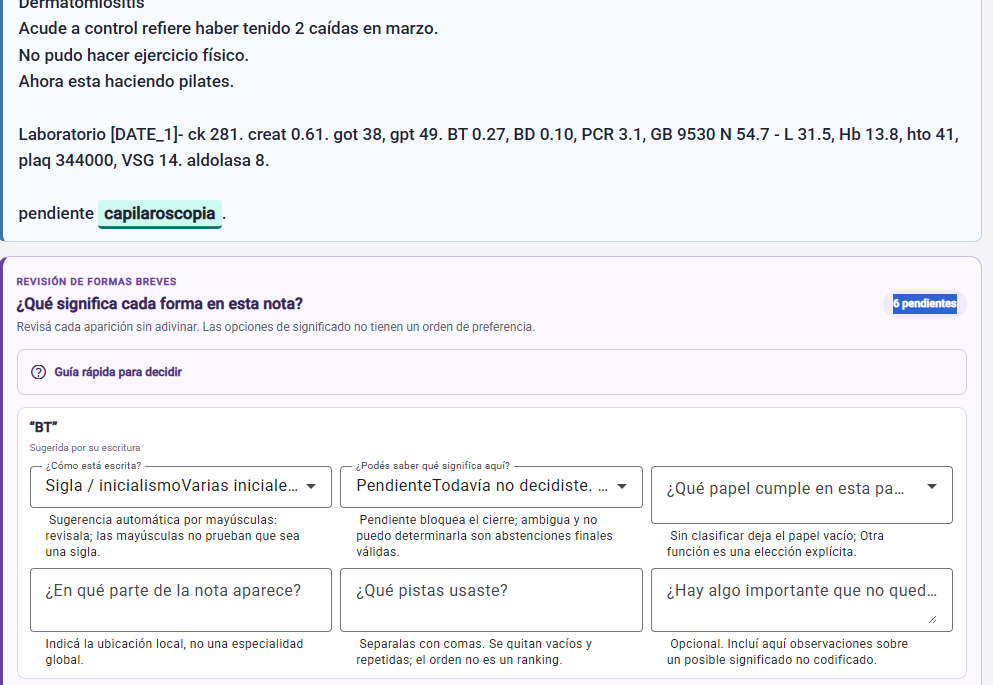 Dermatomiositis
Acude a control refiere haber tenido 2 caídas en marzo.
No pudo hacer ejercicio físico.
Ahora esta haciendo pilates.
Laboratorio [DATE_1]- ck 281. creat 0.61. got 38, gpt 49. BT 0.27, BD 0.10, PCR 3.1, GB 9530 N 54.7 - L 31.5, Hb 13.8, hto 41,
plaq 344000, VSG 14. aldolasa 8.
pendiente capilaroscopia.
REVISIÓN DE FORMAS BREVES
¿Qué significa cada forma en esta nota?
6 pendientes
Revisá cada aparición sin adivinar. Las opciones de significado no tienen un orden de preferencia.
Guía rápida para decidir
“BT”
Sugerida por su escritura
¿Cómo está escrita?
Sigla / inicialismoVarias iniciale...
Sugerencia automática por mayúsculas:
revisala; las mayúsculas no prueban que sea
una sigla.
¿Podés saber qué significa aquí?
PendienteTodavía no decidiste. ...
Pendiente bloquea el cierre; ambigua y no
puedo determinarla son abstenciones finales
válidas.
¿Qué papel cumple en esta pa...
Sin clasificar deja el papel vacío; Otra
función es una elección explícita.
¿En qué parte de la nota aparece?
Indicá la ubicación local, no una especialidad
global.
¿Qué pistas usaste?
Separalas con comas. Se quitan vacíos y
repetidas; el orden no es un ranking.
¿Hay algo importante que no qued...
Opcional. Incluí aquí observaciones sobre
un posible significado no codificado.